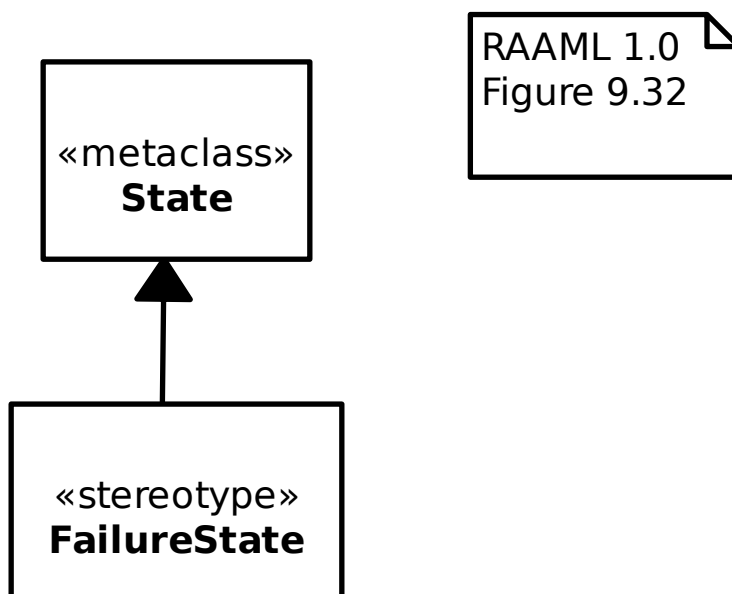 RAAML 1.0
Figure 9.32
«metaclass»
State
«stereotype»
FailureState